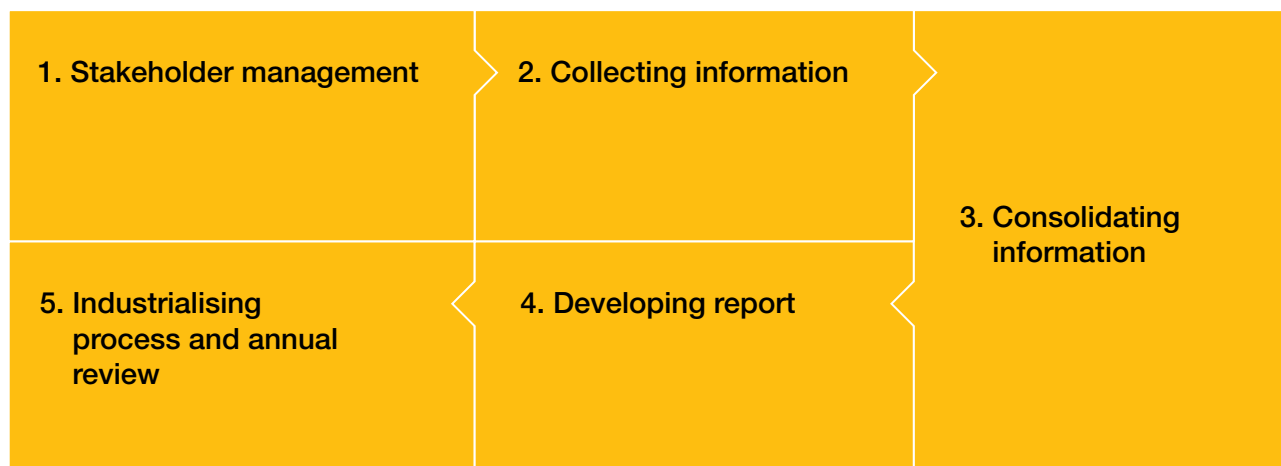 1. Stakeholder management
2. Collecting information
3. Consolidating
information
4. Developing report
5. Industrialising
process and annual
review